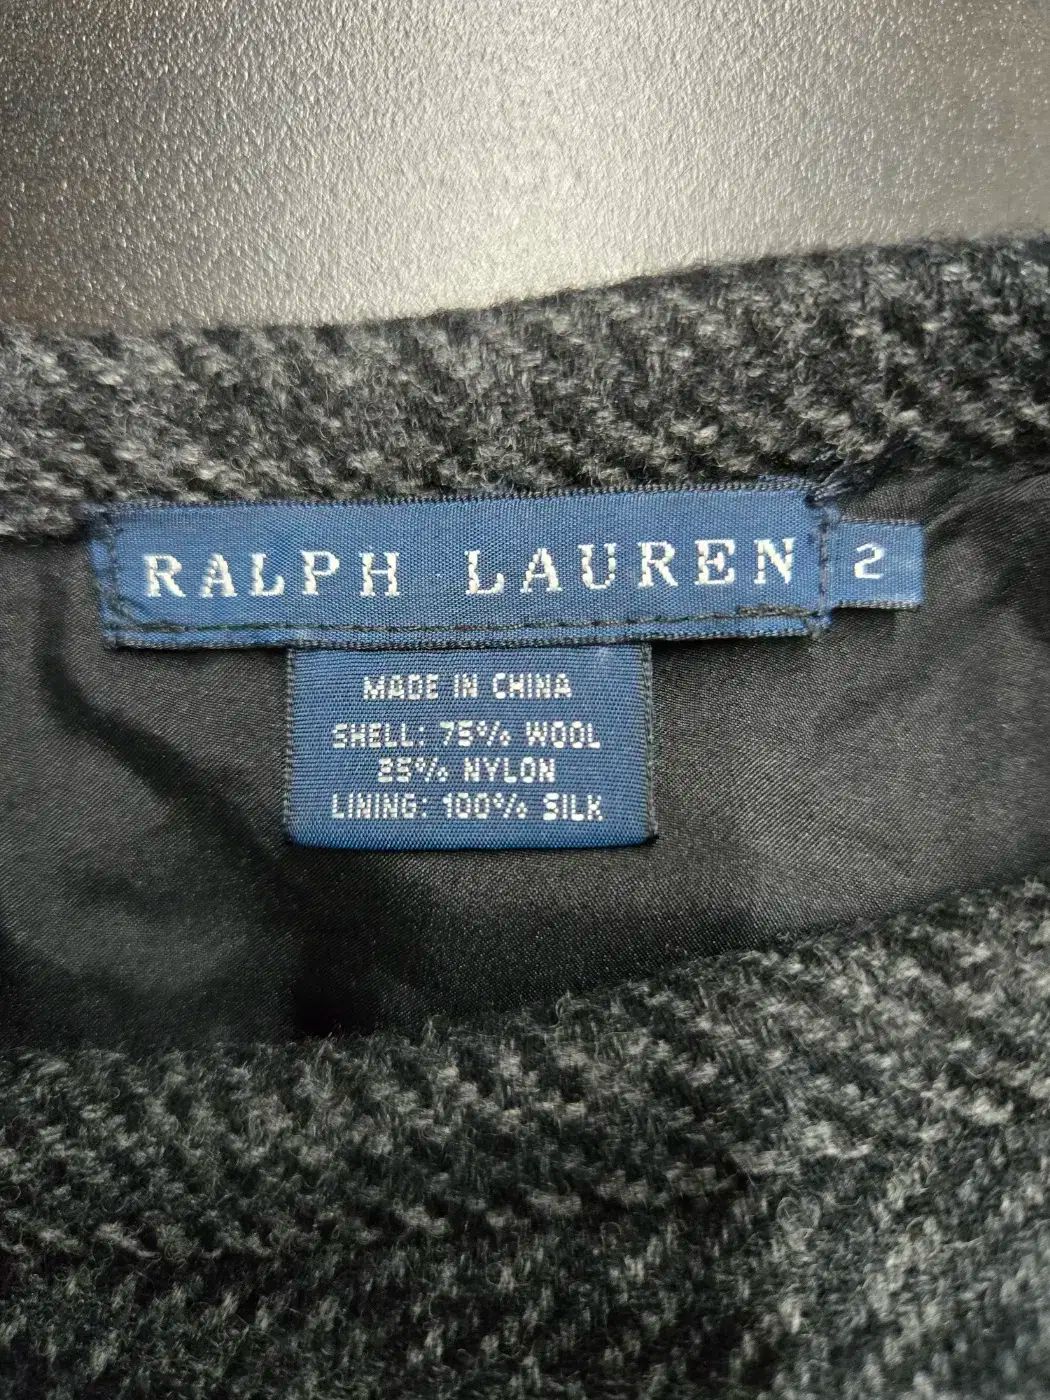 RALPH LAUREN 2
MADE IN CHINA
SHELL: 75% WOOL
25% NYLON
LINING: 100% SILK